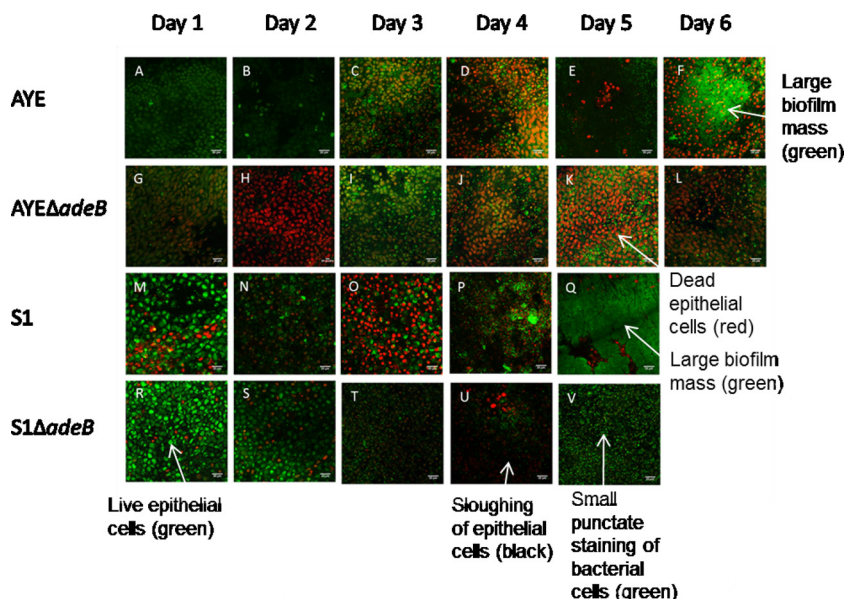 Day 1 Day 2 Day 3 Day 4 Day 5 Day 6
AYE
A B C D E F
Large
biofilm
mass
(green)
AYEΔadeB
G H I J K L
S1
M N O P Q
Dead
epithelial
cells (red)
Large biofilm
mass (green)
S1ΔadeB
R S T U V
Live epithelial
cells (green)
Sloughing
of epithelial
cells (black)
Small
punctate
staining of
bacterial
cells (green)